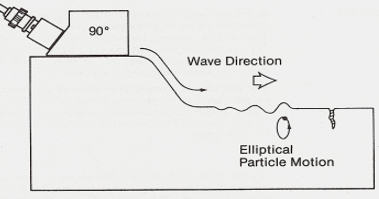 90°
Wave Direction
Elliptical
Particle Motion